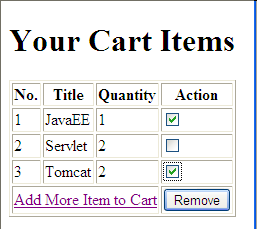 Your Cart Items
No. Title Quantity Action
1 JavaEE 1
2 Servlet 2
3 Tomcat 2
Add More Item to Cart Remove